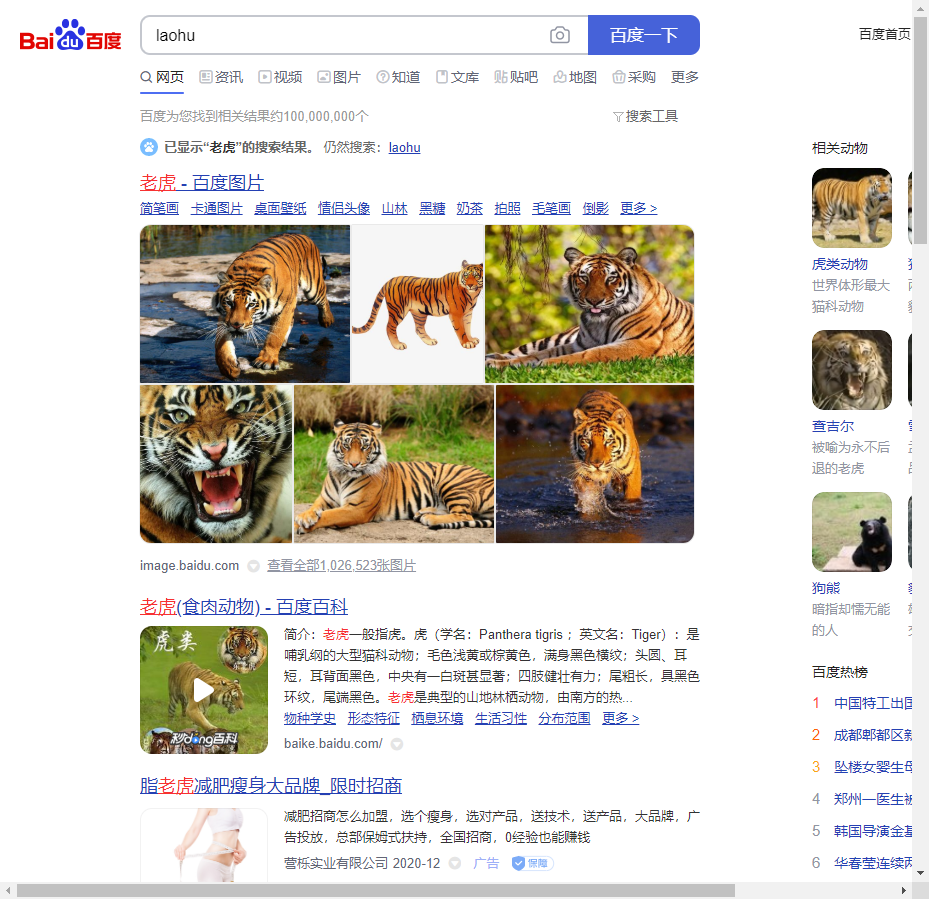 Bai du 百度
laohu
百度一下
百度首页
网页 资讯 视频 图片 知道 文库 贴吧 地图 采购 更多
百度为您找到相关结果约100,000,000个
搜索工具
已显示“老虎”的搜索结果。 仍然搜索：laohu
老虎 - 百度图片
简笔画 卡通图片 桌面壁纸 情侣头像 山林 黑糖 奶茶 拍照 毛笔画 倒影 更多 >
image.baidu.com 查看全部1,026,523张图片
老虎(食肉动物) - 百度百科
虎类
秒dǒng百科
简介：老虎一般指虎。虎（学名：Panthera tigris ；英文名：Tiger）：是
哺乳纲的大型猫科动物；毛色浅黄或棕黄色，满身黑色横纹；头圆、耳
短，耳背面黑色，中央有一白斑甚显著；四肢健壮有力；尾粗长，具黑色
环纹，尾端黑色。老虎是典型的山地林栖动物，由南方的热...
物种学史 形态特征 栖息环境 生活习性 分布范围 更多 >
baike.baidu.com/
脂老虎减肥瘦身大品牌_限时招商
减肥招商怎么加盟，选个瘦身，选对产品，送技术，送产品，大品牌，广
告投放，总部保姆式扶持，全国招商，0经验也能赚钱
营栎实业有限公司 2020-12 广告 保障
相关动物
虎类动物
世界体形最大
猫科动物
查吉尔
被喻为永不后
退的老虎
狗熊
暗指却懦无能
的人
百度热榜
1 中国特工出国
2 成都郫都区新
3 坠楼女婴生母
4 郑州一医生被
5 韩国导演金基
6 华春莹连续两